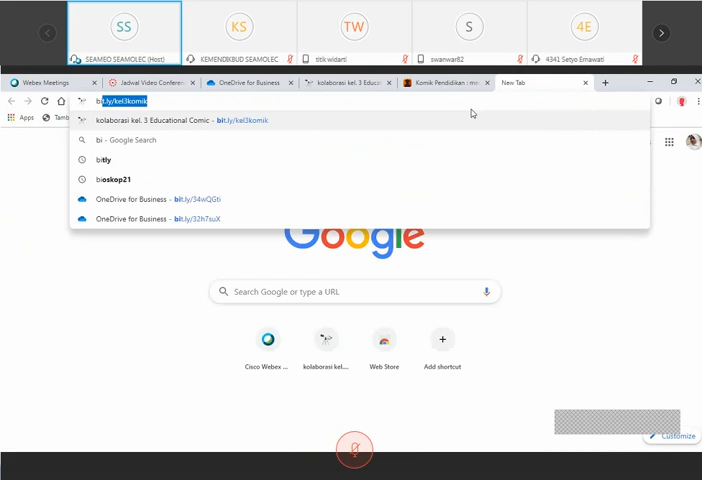 SS
KS
TW
S
4E
SEAMEO SEAMOLEC (Host)
KEMENDIKBUD SEAMOLEC
titik widarti
swanwar82
4341 Setyo Ernawati
Webex Meetings
Jadwal Video Conferen
OneDrive for Business
kolaborasi kel. 3 Educat
Komik Pendidikan : me
New Tab
bit.ly/kel3komik
Apps
Tamb
kolaborasi kel. 3 Educational Comic - bit.ly/kel3komik
bi - Google Search
bitly
bioskop21
OneDrive for Business - bit.ly/34wQGti
OneDrive for Business - bit.ly/32h7suX
Google
Search Google or type a URL
Cisco Webex ...
kolaborasi kel....
Web Store
Add shortcut
Customize